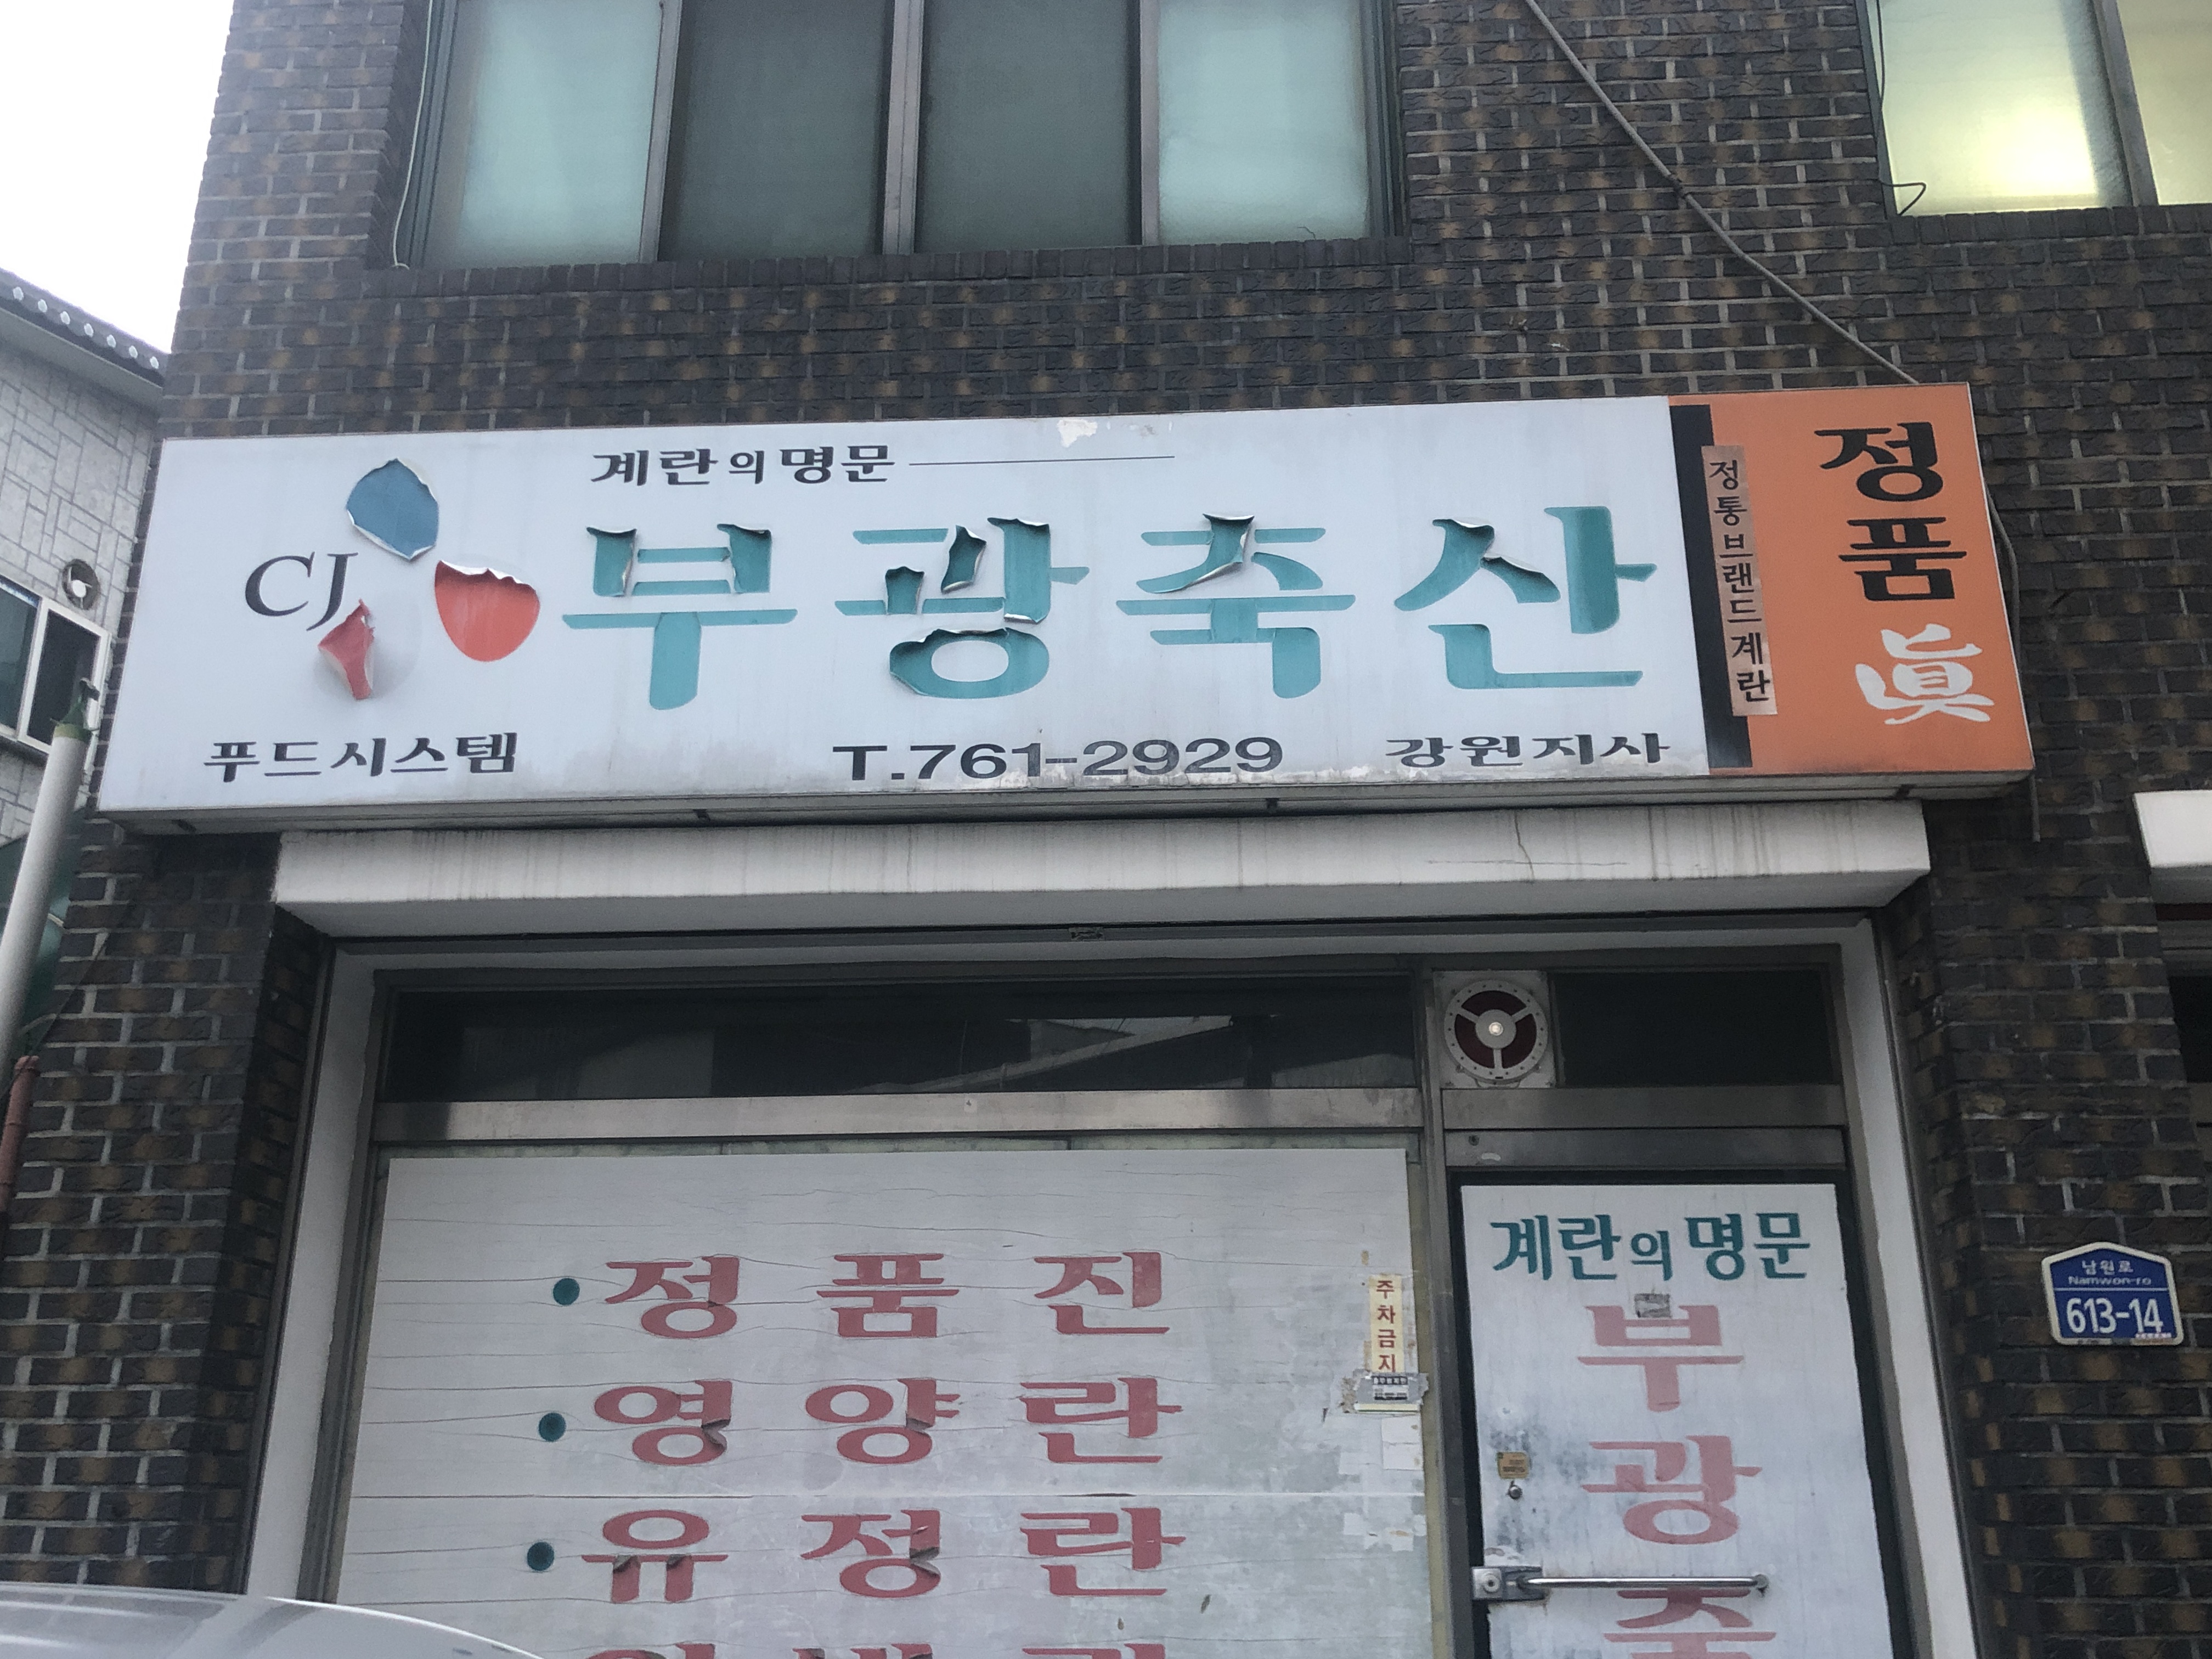 계란의 명문
CJ
부광축산
푸드시스템
T.761-2929
강원지사
정통브랜드계란
정품
眞
정품진
영양란
유정란
주차금지
계란의 명문
부광축
남원로
Namwon-ro
613-14